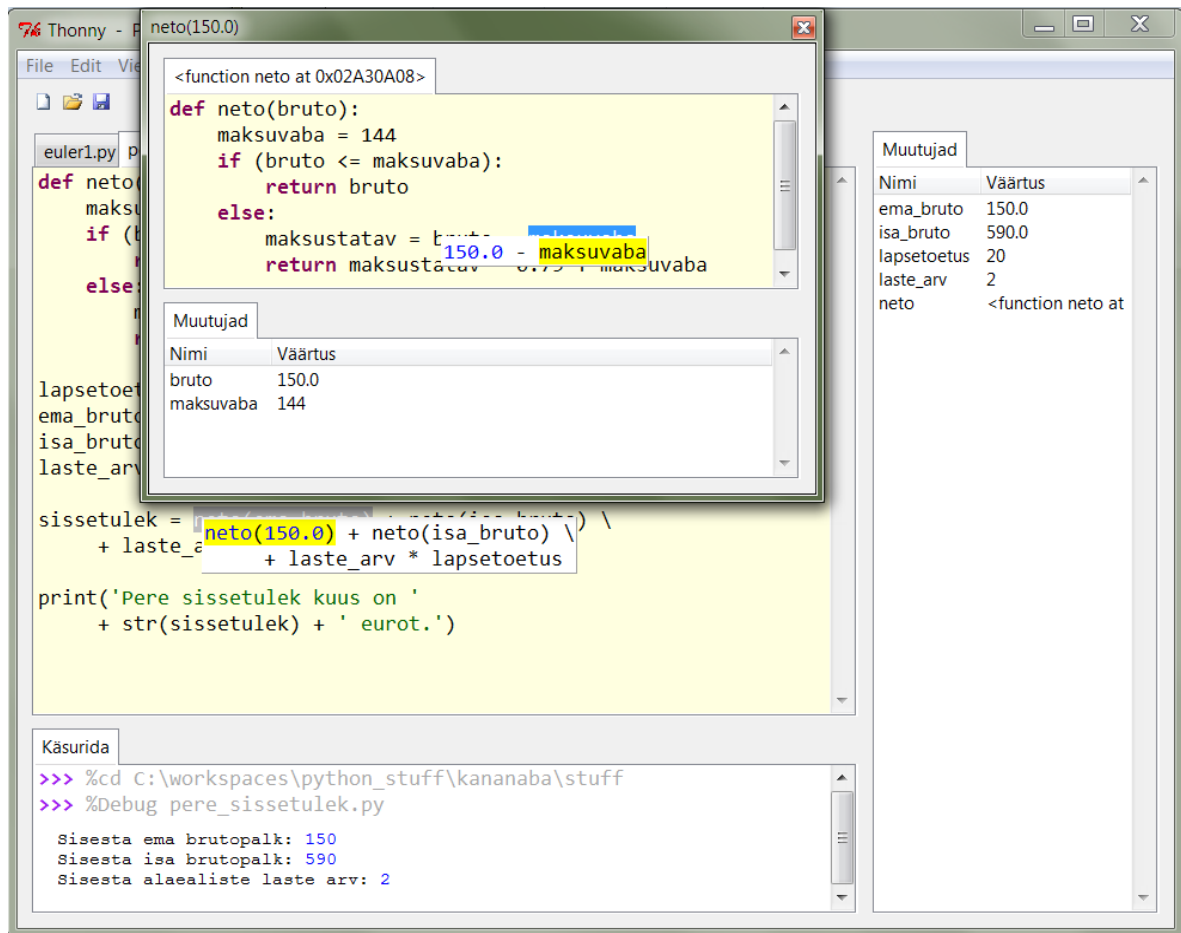 Thonny - P
File Edit Vie
neto(150.0)
<function neto at 0x02A30A08>
def neto(bruto):
    maksuvaba = 144
    if (bruto <= maksuvaba):
        return bruto
    else:
        maksustatav =
150.0 - maksuvaba
        return maksuvaba
Muutujad
Nimi Väärtus
bruto 150.0
maksuvaba 144
euler1.py p
def neto(
    maksu
    if (
    else:
lapsetoet
ema_bruto
isa_bruto
laste_arv
sissetulek = \
neto(150.0) + neto(isa_bruto) \
    + laste_arv * lapsetoetus
    + laste_a
print('Pere sissetulek kuus on '
    + str(sissetulek) + ' eurot.')
Muutujad
Nimi Väärtus
ema_bruto 150.0
isa_bruto 590.0
lapsetoetus 20
laste_arv 2
neto <function neto at
Käsurida
>>> %cd C:\workspaces\python_stuff\kananaba\stuff
>>> %Debug pere_sissetulek.py
Sisesta ema brutopalk: 150
Sisesta isa brutopalk: 590
Sisesta alaealiste laste arv: 2